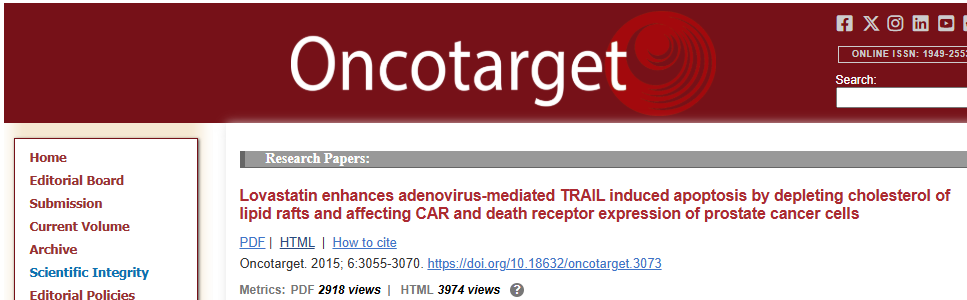 Oncotarget
ONLINE ISSN: 1949-2553
Search:
Home
Editorial Board
Submission
Current Volume
Archive
Scientific Integrity
Editorial Policies
Research Papers:
Lovastatin enhances adenovirus-mediated TRAIL induced apoptosis by depleting cholesterol of
lipid rafts and affecting CAR and death receptor expression of prostate cancer cells
PDF | HTML | How to cite
Oncotarget. 2015; 6:3055-3070. https://doi.org/10.18632/oncotarget.3073
Metrics: PDF 2918 views | HTML 3974 views ?